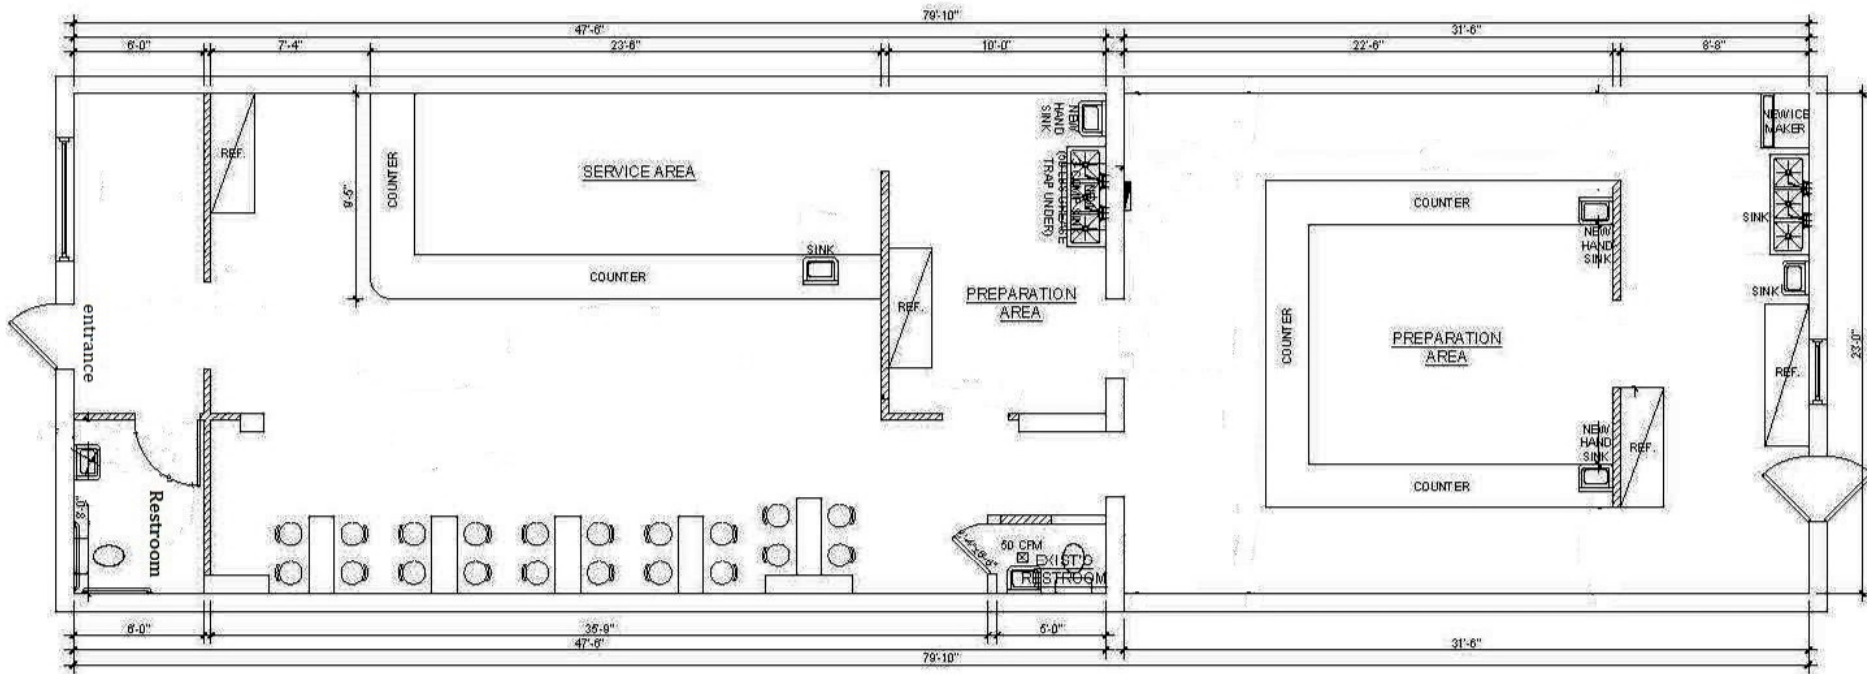 79'-10"
47'-6"
31'-6"
6'-0"
7'-4"
23'-6"
10'-0"
22'-6"
8'-8"
REF.
COUNTER
SERVICE AREA
NEW
HAND
SINK
TRAP UNDER)
NEW ICE
MAKER
COUNTER
SINK
NEW
HAND
SINK
SINK
COUNTER
SINK
PREPARATION
AREA
REF.
entrance
COUNTER
PREPARATION
AREA
REF.
23'-0"
NEW
HAND
SINK
REF.
COUNTER
Restroom
50 CFM
EXIST'G
RESTROOM
6'-0"
35'-9"
5'-0"
47'-6"
31'-6"
79'-10"